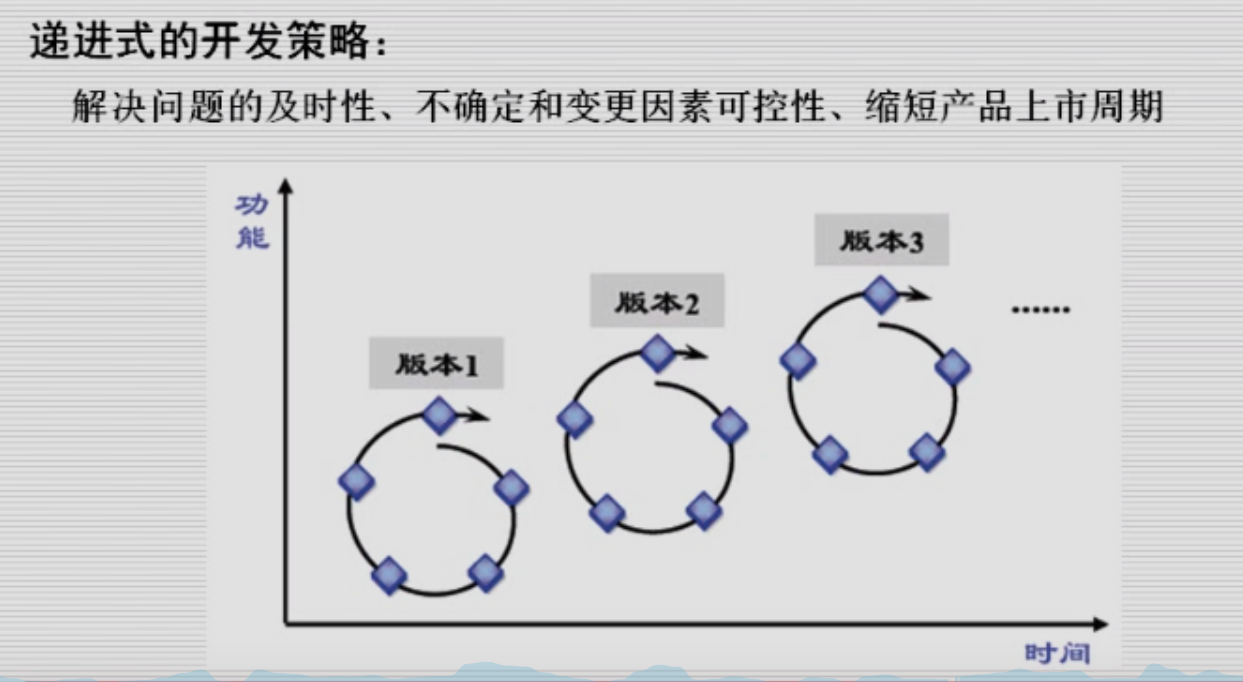 递进式的开发策略：
解决问题的及时性、不确定和变更因素可控性、缩短产品上市周期
功能
版本3
版本2
版本1
......
时间